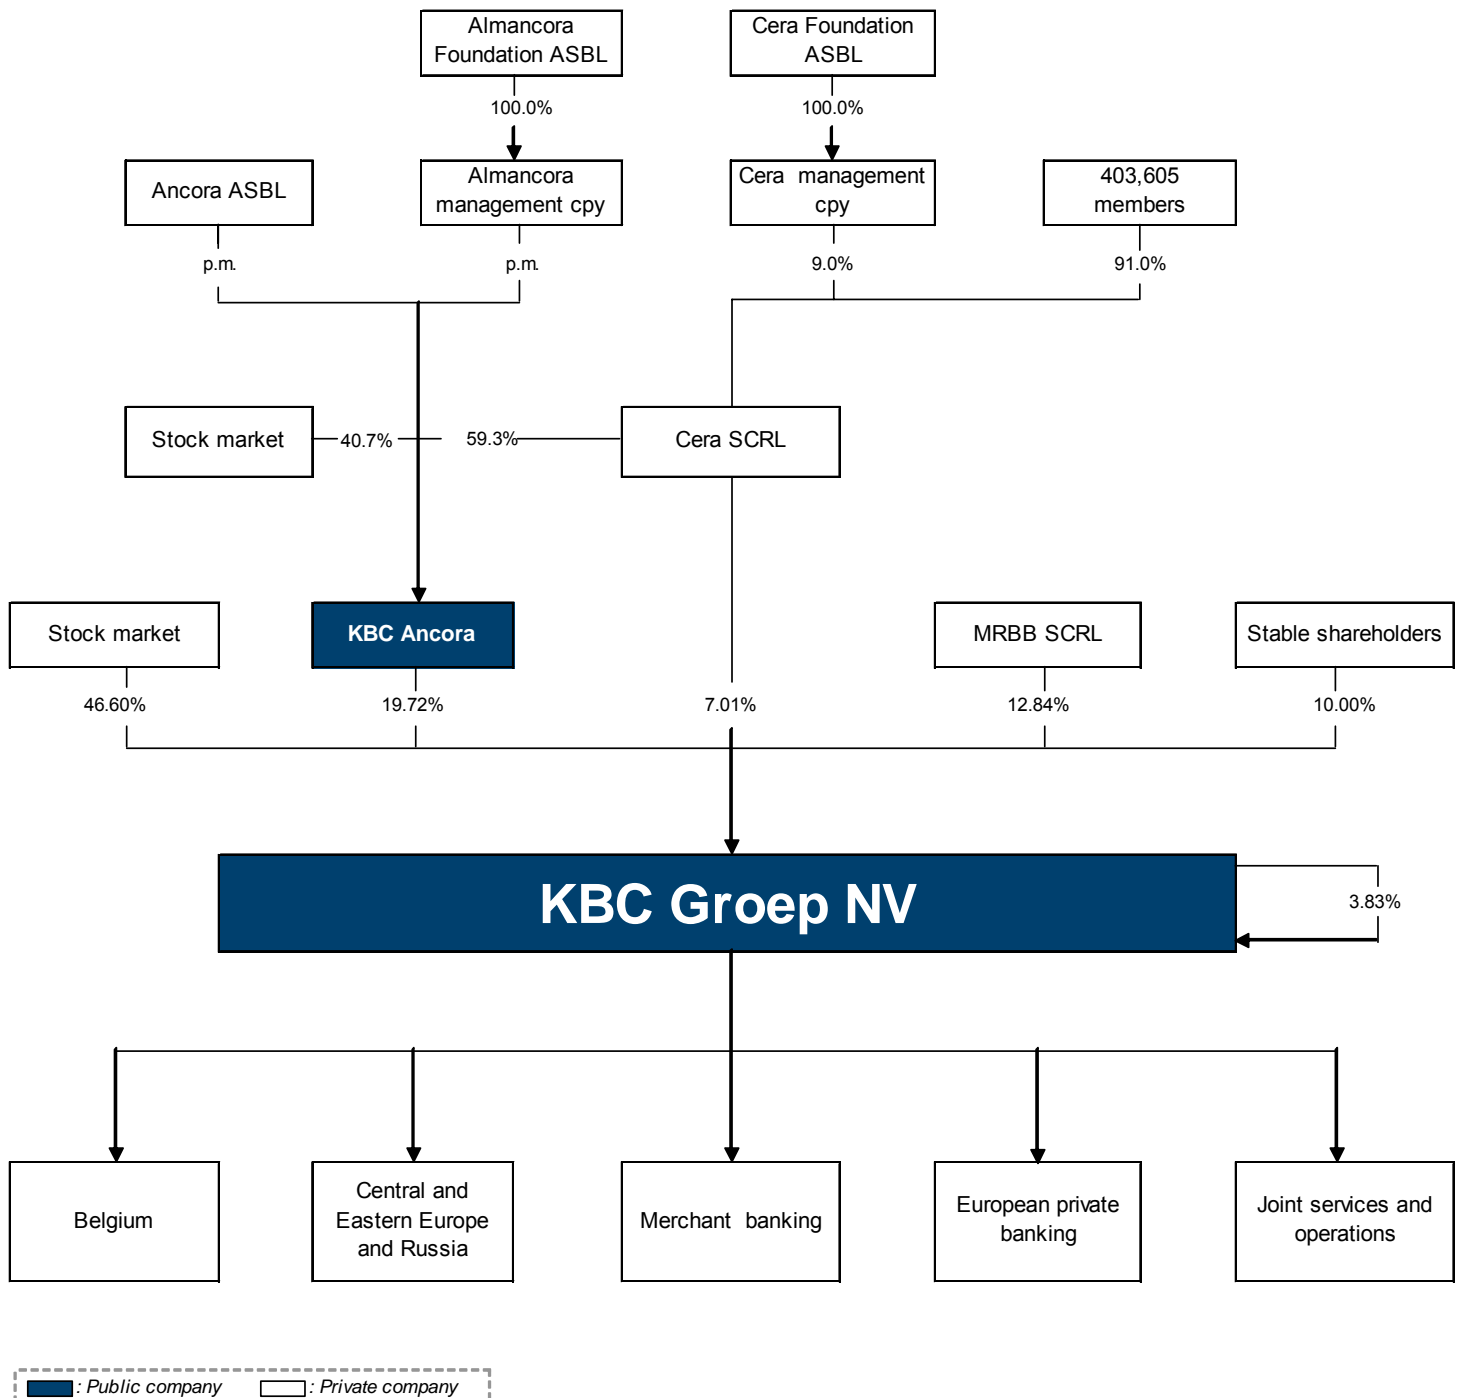 Almancora
Foundation ASBL
Cera Foundation
ASBL
100.0%
100.0%
Ancora ASBL
Almancora
management cpy
Cera management
cpy
403,605
members
p.m.
p.m.
9.0%
91.0%
Stock market
40.7%
59.3%
Cera SCRL
Stock market
KBC Ancora
MRBB SCRL
Stable shareholders
46.60%
19.72%
7.01%
12.84%
10.00%
KBC Groep NV
3.83%
Belgium
Central and
Eastern Europe
and Russia
Merchant banking
European private
banking
Joint services and
operations
: Public company
: Private company